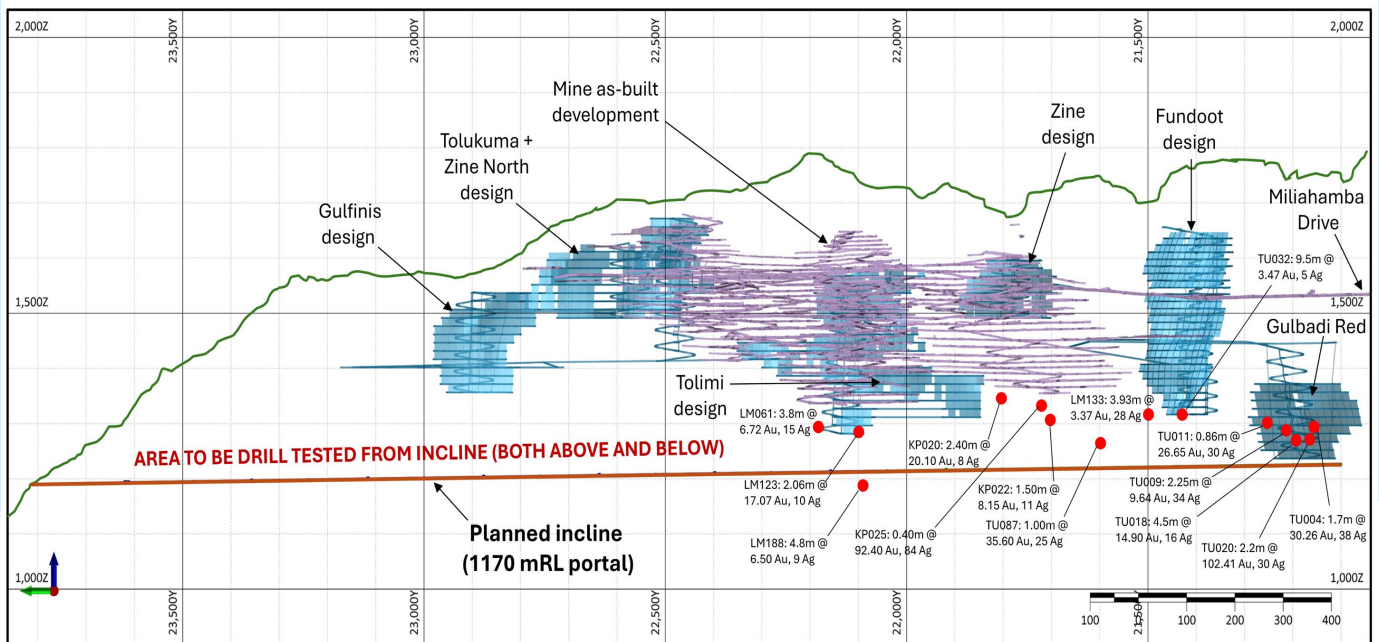 2,000Z
23,500Y
23,000Y
22,500Y
22,000Y
21,500Y
2,000Z
Mine as-built
development
Zine
design
Fundoot
design
Tolukuma +
Zine North
design
Gulfinis
design
Miliahamba
Drive
TU032: 9.5m @
3.47 Au, 5 Ag
1,500Z
1,500Z
Gulbadi Red
Tolimi
design
LM061: 3.8m @
6.72 Au, 15 Ag
LM133: 3.93m @
3.37 Au, 28 Ag
KP020: 2.40m @
20.10 Au, 8 Ag
TU011: 0.86m @
26.65 Au, 30 Ag
AREA TO BE DRILL TESTED FROM INCLINE (BOTH ABOVE AND BELOW)
LM123: 2.06m @
17.07 Au, 10 Ag
KP022: 1.50m @
8.15 Au, 11 Ag
TU009: 2.25m @
9.64 Au, 34 Ag
Planned incline
(1170 mRL portal)
LM188: 4.8m @
6.50 Au, 9 Ag
KP025: 0.40m @
92.40 Au, 84 Ag
TU087: 1.00m @
35.60 Au, 25 Ag
TU018: 4.5m @
14.90 Au, 16 Ag
TU020: 2.2m @
102.41 Au, 30 Ag
TU004: 1.7m @
30.26 Au, 38 Ag
1,000Z
1,000Z
23,500Y
23,000Y
22,500Y
22,000Y
21,500
100
100
200
300
400